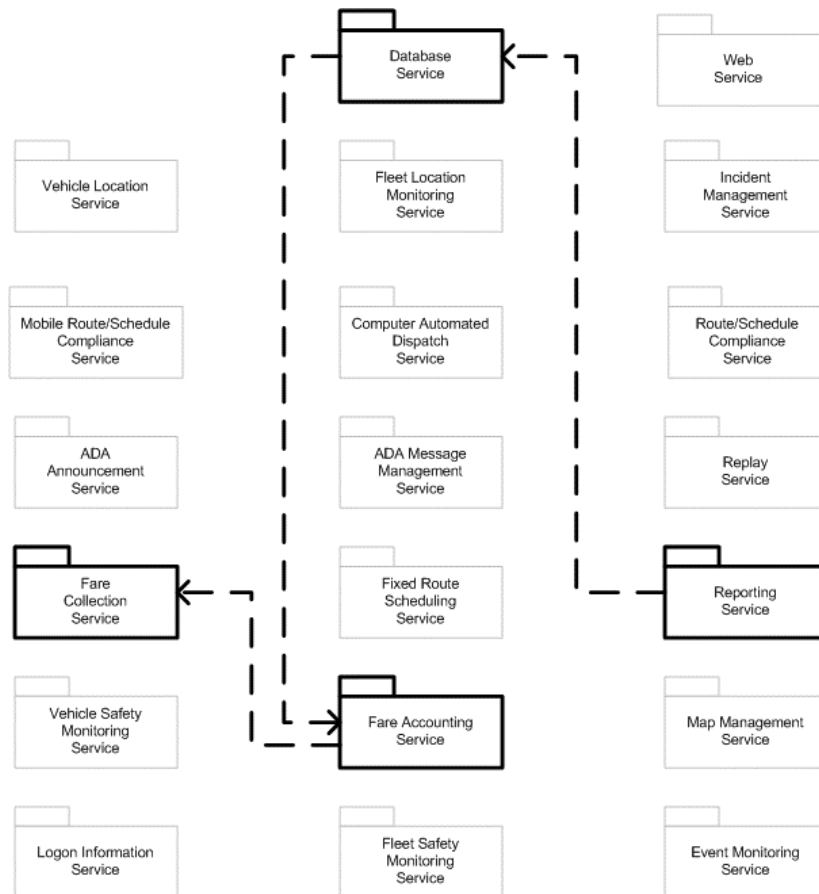 Database
Service
Web
Service
Vehicle Location
Service
Fleet Location
Monitoring
Service
Incident
Management
Service
Mobile Route/Schedule
Compliance
Service
Computer Automated
Dispatch
Service
Route/Schedule
Compliance
Service
ADA
Announcement
Service
ADA Message
Management
Service
Replay
Service
Fare
Collection
Service
Fixed Route
Scheduling
Service
Reporting
Service
Vehicle Safety
Monitoring
Service
Fare Accounting
Service
Map Management
Service
Logon Information
Service
Fleet Safety
Monitoring
Service
Event Monitoring
Service